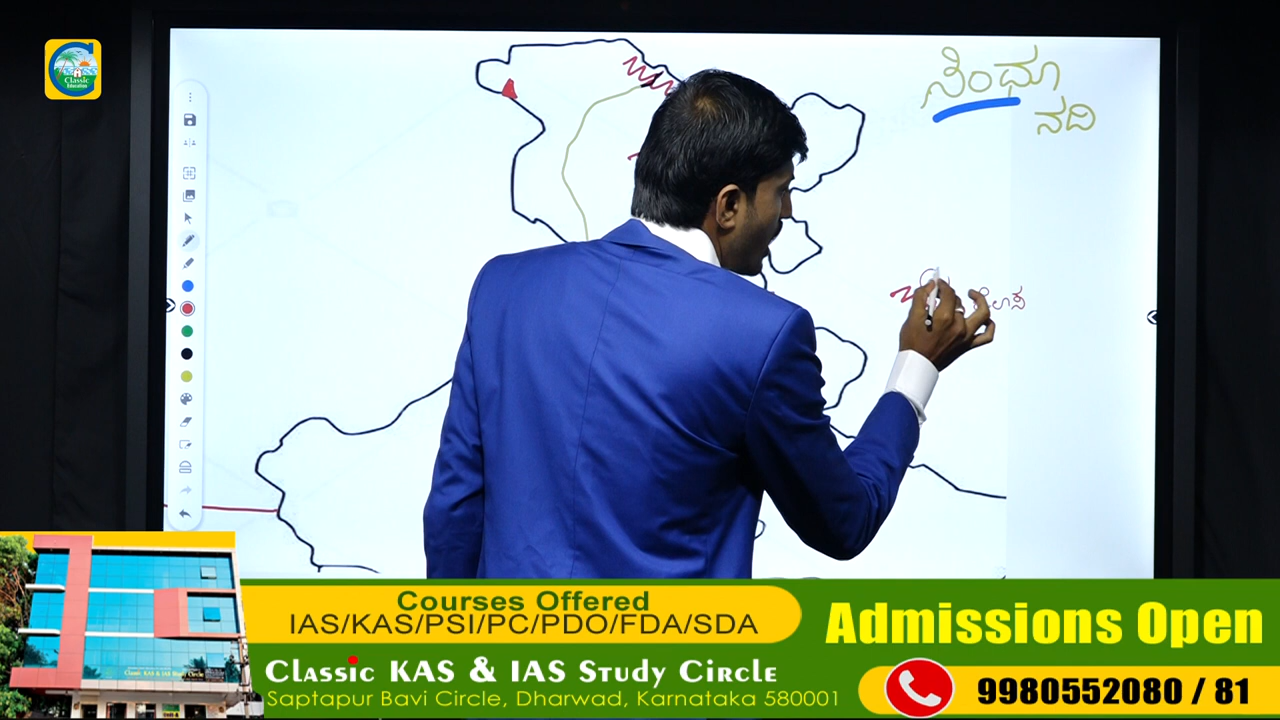 Classic
Education
ಸಿಂಧೂ
ನದಿ
Courses Offered
IAS/KAS/PSI/PC/PDO/FDA/SDA
Classic KAS & IAS Study Circle
Saptapur Bavi Circle, Dharwad, Karnataka 580001
Admissions Open
9980552080 / 81